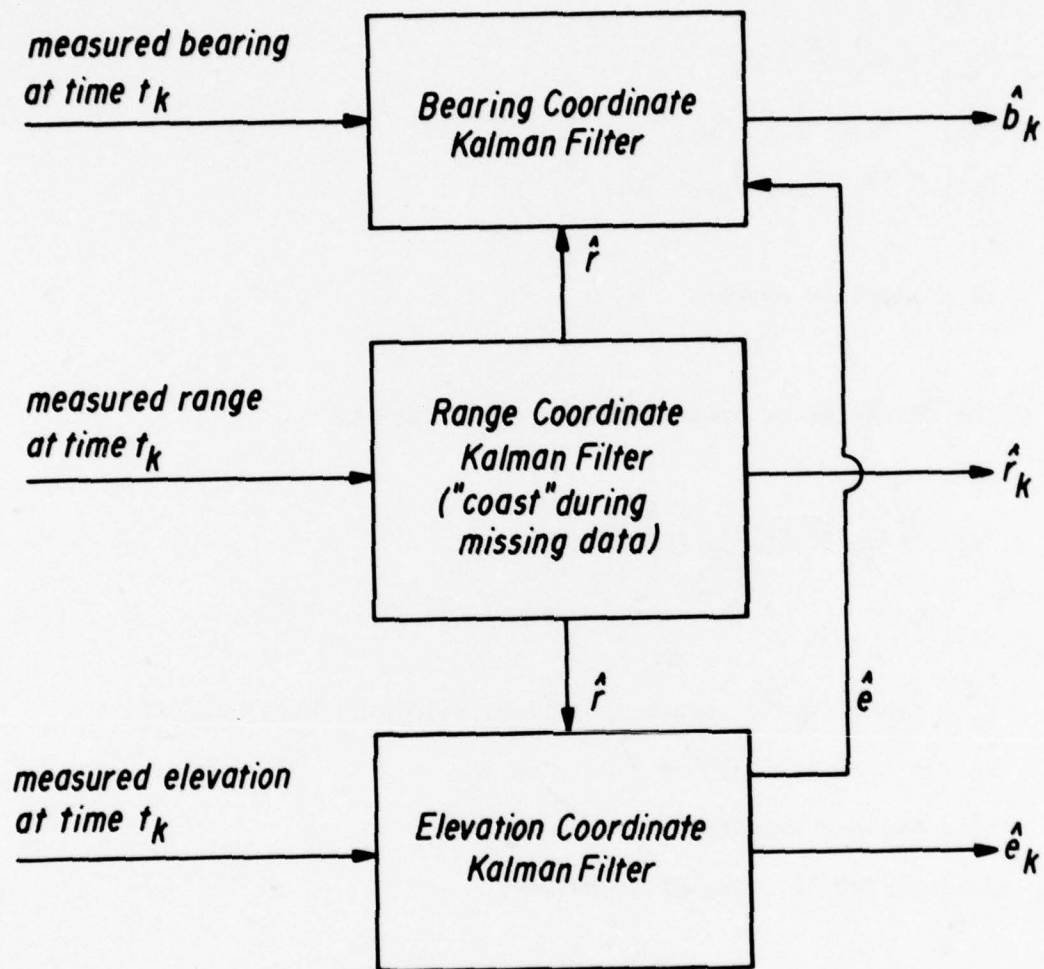 measured bearing
at time t_k
Bearing Coordinate
Kalman Filter
b̂_k
r̂
measured range
at time t_k
Range Coordinate
Kalman Filter
("coast" during
missing data)
r̂_k
r̂
ê
measured elevation
at time t_k
Elevation Coordinate
Kalman Filter
ê_k